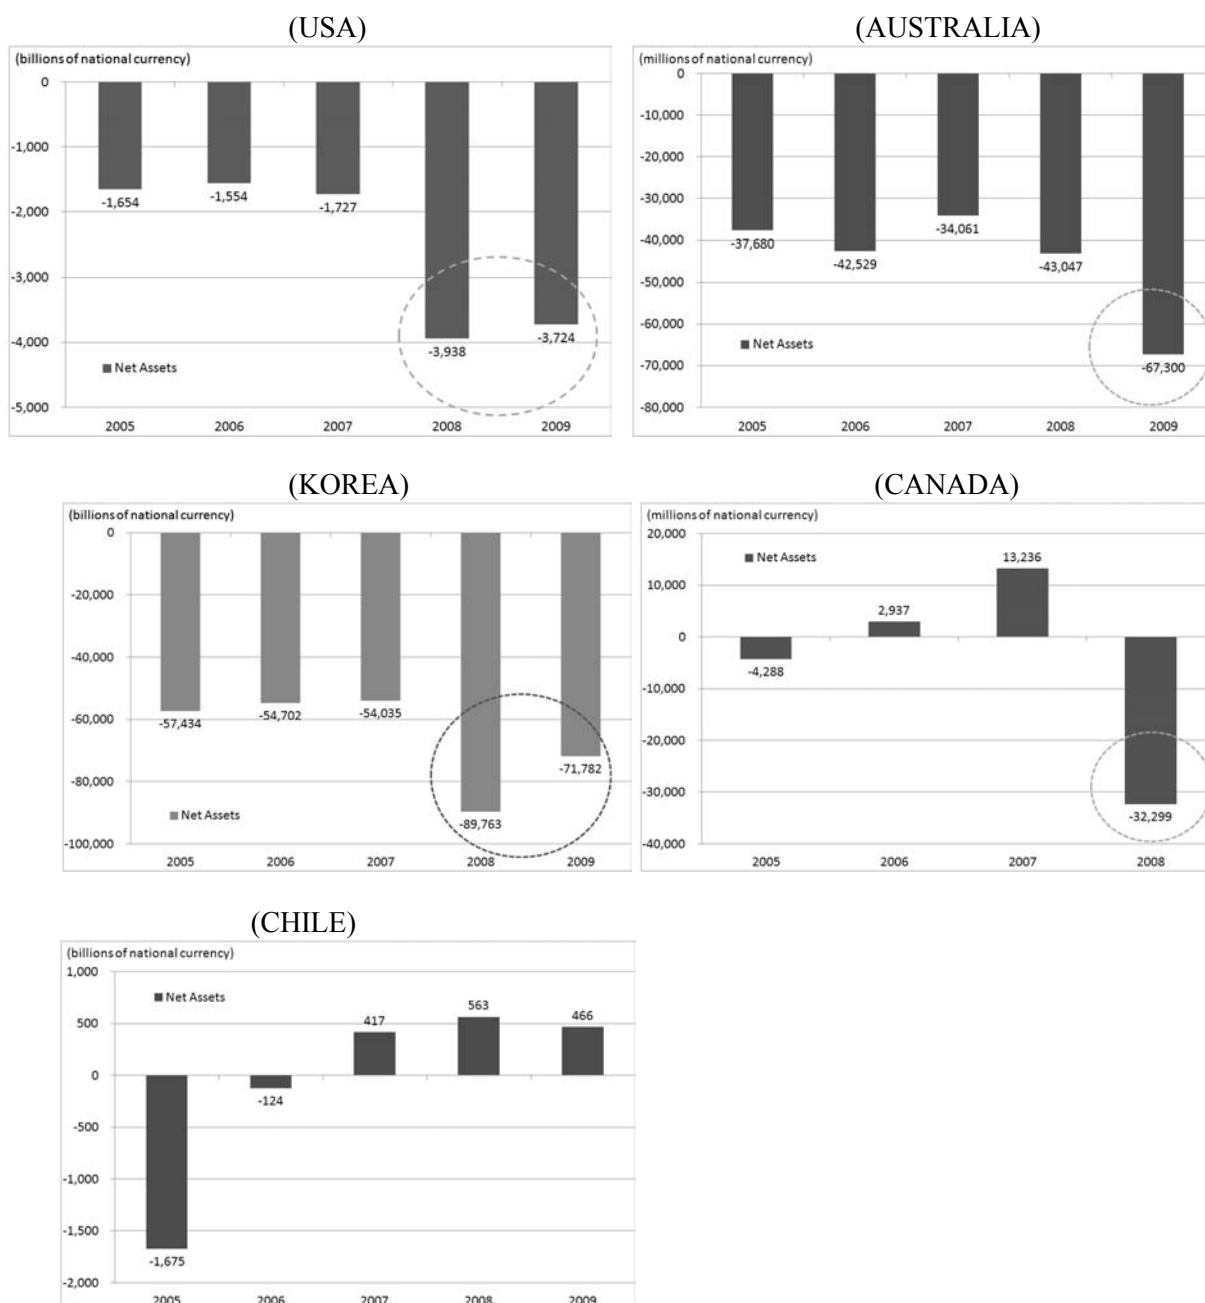 (USA)
(billions of national currency)
0
-1,000
-2,000
-3,000
-4,000
-5,000
-1,654
-1,554
-1,727
-3,938
-3,724
Net Assets
2005 2006 2007 2008 2009
(AUSTRALIA)
(millions of national currency)
0
-10,000
-20,000
-30,000
-40,000
-50,000
-60,000
-70,000
-80,000
-37,680
-42,529
-34,061
-43,047
-67,300
Net Assets
2005 2006 2007 2008 2009
(KOREA)
(billions of national currency)
0
-20,000
-40,000
-60,000
-80,000
-100,000
-57,434
-54,702
-54,035
-89,763
-71,782
Net Assets
2005 2006 2007 2008 2009
(CANADA)
(millions of national currency)
20,000
10,000
0
-10,000
-20,000
-30,000
-40,000
Net Assets
-4,288
2,937
13,236
-32,299
2005 2006 2007 2008
(CHILE)
(billions of national currency)
1,000
500
0
-500
-1,000
-1,500
-2,000
Net Assets
-1,675
-124
417
563
466
2005 2006 2007 2008 2009